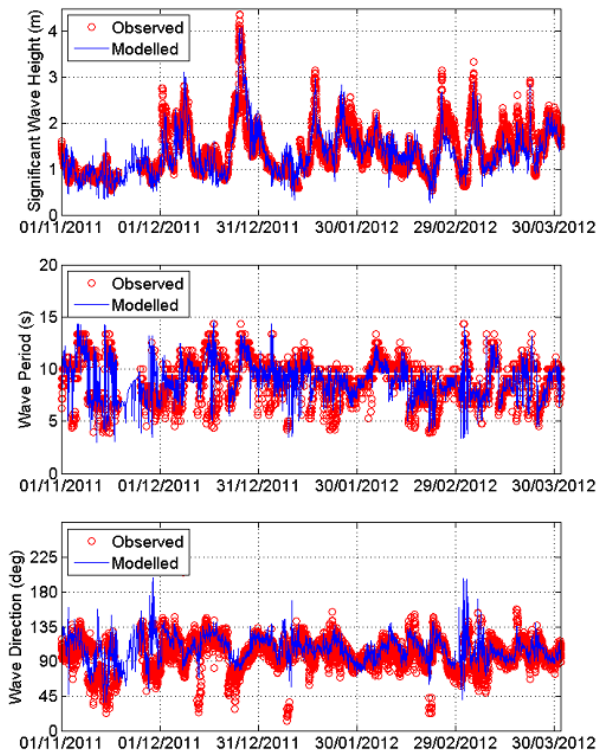 Significant Wave Height (m)
4
3
2
1
0
Observed
Modelled
01/11/2011 01/12/2011 31/12/2011 30/01/2012 29/02/2012 30/03/2012
Wave Period (s)
20
15
10
5
0
Observed
Modelled
01/11/2011 01/12/2011 31/12/2011 30/01/2012 29/02/2012 30/03/2012
Wave Direction (deg)
225
180
135
90
45
0
Observed
Modelled
01/11/2011 01/12/2011 31/12/2011 30/01/2012 29/02/2012 30/03/2012